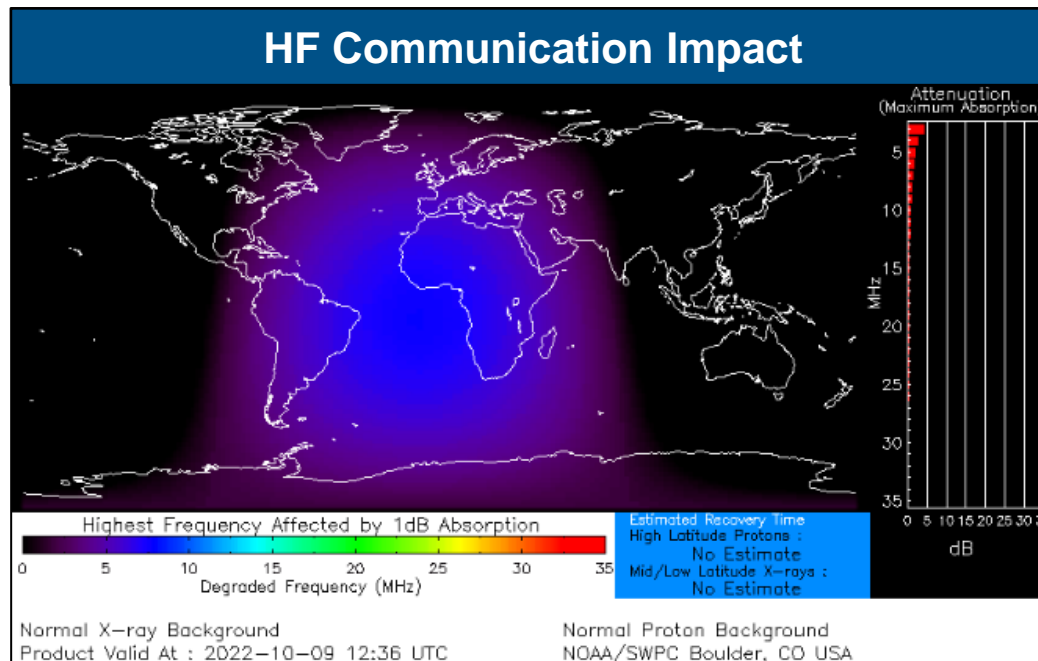 HF Communication Impact
Attenuation
(Maximum Absorption
5
10
15
20
25
30
35
MHz
0 5 10 15 20 25 30
dB
Highest Frequency Affected by 1dB Absorption
0 5 10 15 20 25 30 35
Degraded Frequency (MHz)
Estimated Recovery Time
High Latitude Protons :
No Estimate
Mid/Low Latitude X-rays :
No Estimate
Normal X-ray Background
Product Valid At : 2022-10-09 12:36 UTC
Normal Proton Background
NOAA/SWPC Boulder, CO USA